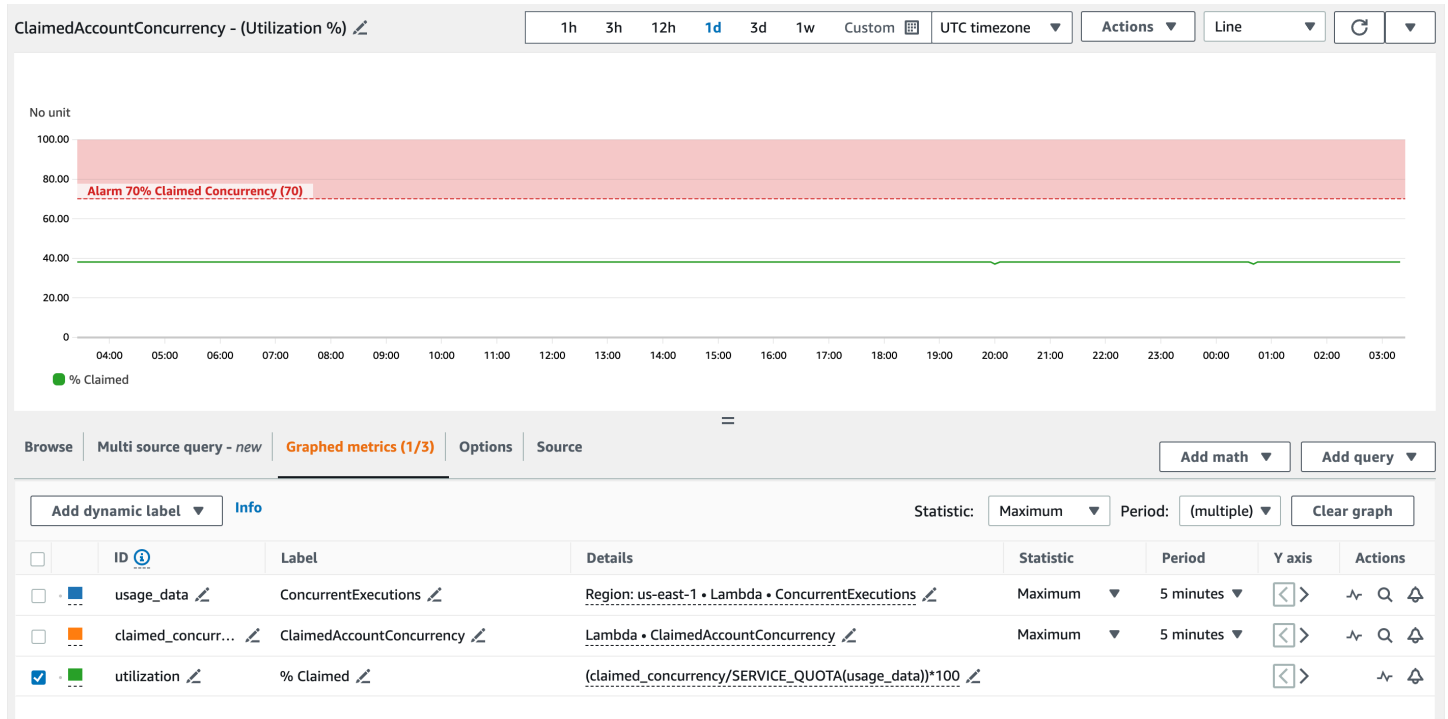 ClaimedAccountConcurrency - (Utilization %)
1h 3h 12h 1d 3d 1w Custom UTC timezone Actions Line
No unit
100.00
80.00
Alarm 70% Claimed Concurrency (70)
60.00
40.00
20.00
0
04:00 05:00 06:00 07:00 08:00 09:00 10:00 11:00 12:00 13:00 14:00 15:00 16:00 17:00 18:00 19:00 20:00 21:00 22:00 23:00 00:00 01:00 02:00 03:00
% Claimed
Browse Multi source query - new Graphed metrics (1/3) Options Source
Add math Add query
Add dynamic label Info Statistic: Maximum Period: (multiple) Clear graph
ID Label Details Statistic Period Y axis Actions
usage_data ConcurrentExecutions Region: us-east-1 • Lambda • ConcurrentExecutions Maximum 5 minutes
claimed_concurr... ClaimedAccountConcurrency Lambda • ClaimedAccountConcurrency Maximum 5 minutes
utilization % Claimed (claimed_concurrency/SERVICE_QUOTA(usage_data))*100